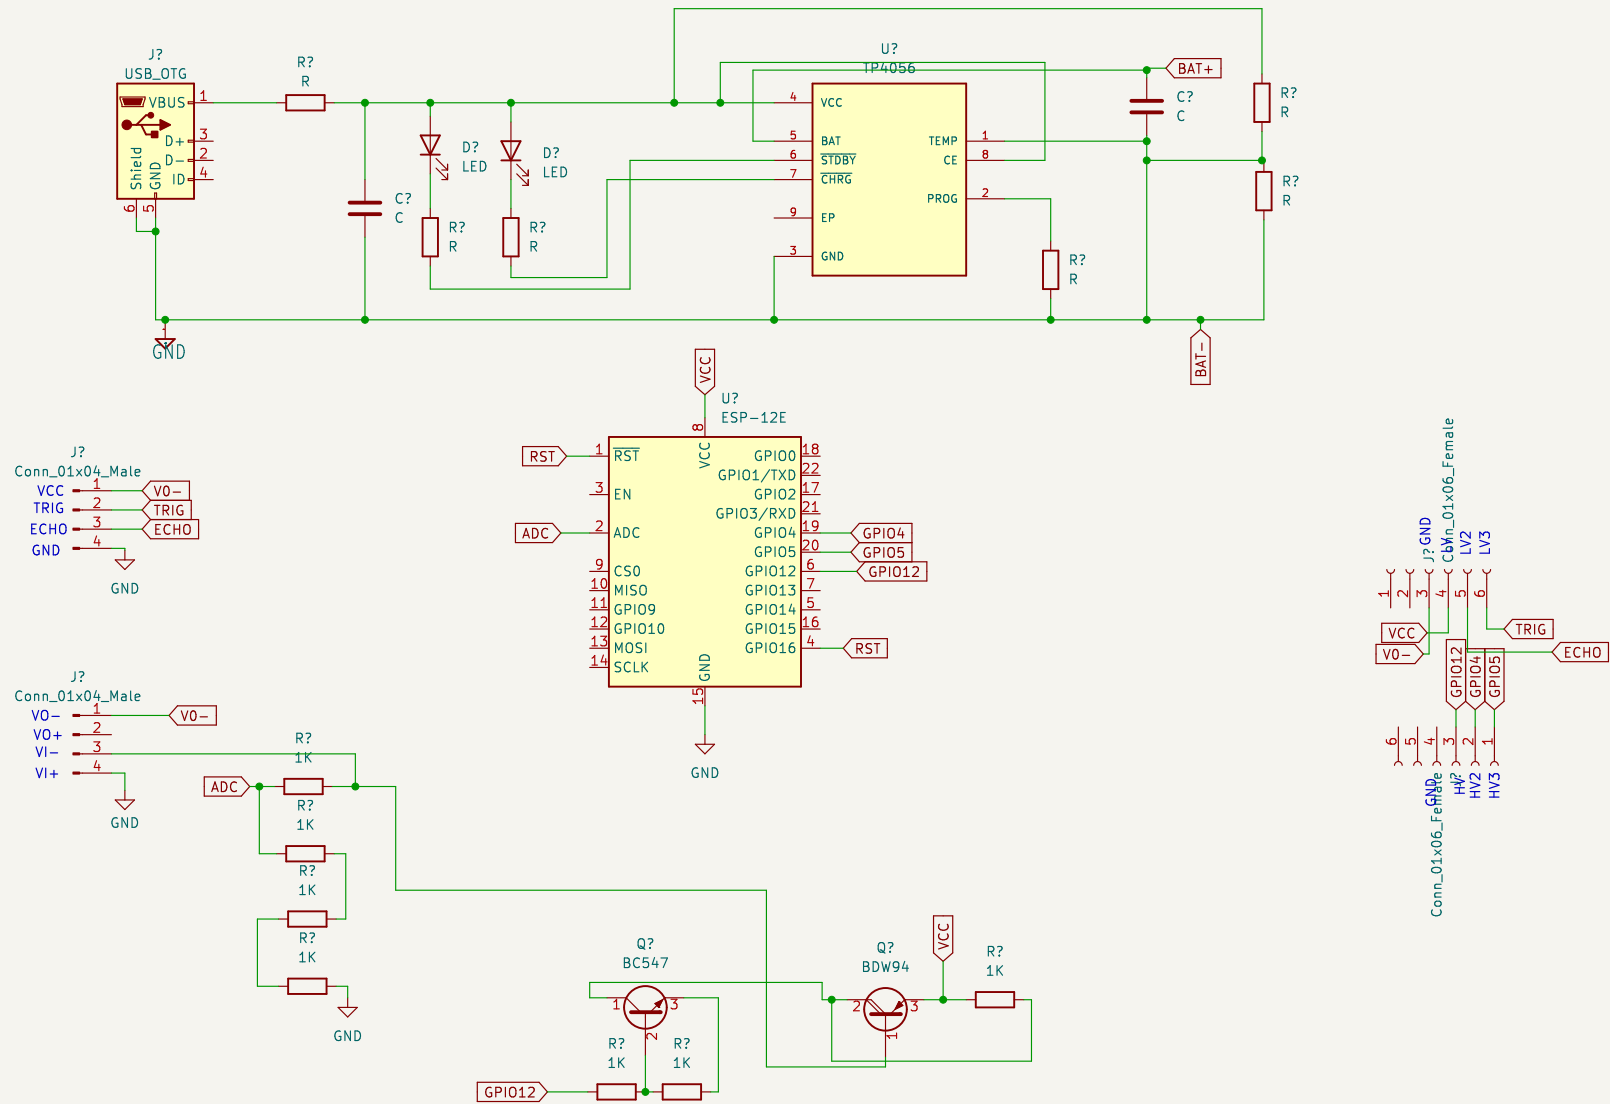 J?
USB_OTG
VBUS
1
D+
3
D-
2
ID
4
Shield
GND
6
5
R?
R
GND
C?
C
D?
LED
R?
R
D?
LED
R?
R
U?
TP4056
4
VCC
5
BAT
6
STDBY
7
CHRG
9
EP
3
GND
TEMP
1
CE
8
PROG
2
R?
R
BAT+
C?
C
R?
R
R?
R
BAT-
VCC
U?
ESP-12E
8
VCC
RST
1
RST
3
EN
ADC
2
ADC
9
CS0
10
MISO
11
GPIO9
12
GPIO10
13
MOSI
14
SCLK
GPIO0
18
GPIO1/TXD
22
GPIO2
17
GPIO3/RXD
21
GPIO4
19
GPIO4
GPIO5
20
GPIO5
GPIO12
6
GPIO12
GPIO13
7
GPIO14
5
GPIO15
16
GPIO16
4
RST
GND
15
GND
J?
Conn_01x04_Male
VCC
1
V0-
TRIG
2
TRIG
ECHO
3
ECHO
GND
4
GND
J?
Conn_01x04_Male
VO-
1
V0-
VO+
2
VI-
3
VI+
4
GND
R?
1K
ADC
R?
1K
R?
1K
R?
1K
GND
Q?
BC547
1
3
2
R?
1K
R?
1K
GPIO12
Q?
BDW94
2
3
1
VCC
R?
1K
J?
Conn_01x06_Female
GND
LV
LV2
LV3
1
2
3
4
5
6
VCC
V0-
TRIG
ECHO
GPIO12
GPIO4
GPIO5
6
5
4
3
2
1
J?
Conn_01x06_Female
GND
HV
HV2
HV3